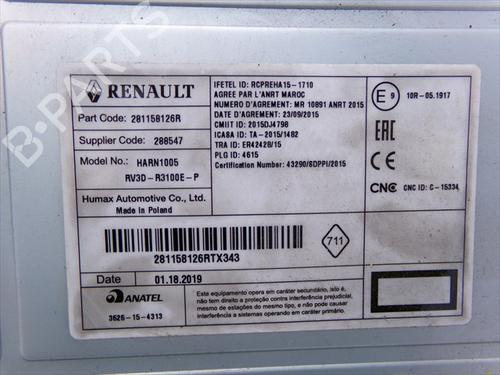 RENAULT
Part Code: 281158126R
Supplier Code: 288547
Model No: HARN1005
RV3D-R3100E-P
Humax Automotive Co., Ltd.
Made in Poland
IFETEL ID: RCPREHA15-1710
AGREE PAR L'ANRT MAROC
NUMERO D'AGREMENT: MR 10891 ANRT 2015
DATE D'AGREMENT: 23/09/2015
CMIIT ID: 2015DJ4798
ICASA ID: TA-2015/1482
TRA ID: ER42428/15
PLG ID: 4615
Certification Number: 43290/SDPPI/2015
E 9 10R-05.1917
EAC
CE
CNC CNC ID: C-15334
281158126RTX343
711
Date 01.18.2019
ANATEL
3626-15-4313
Este equipamento opera em caráter secundário, isto é,
não tem direito a proteção contra interferência prejudicial,
mesmo de estações do mesmo tipo e não pode causar
interferência a sistemas operando em caráter primário.
B-Parts